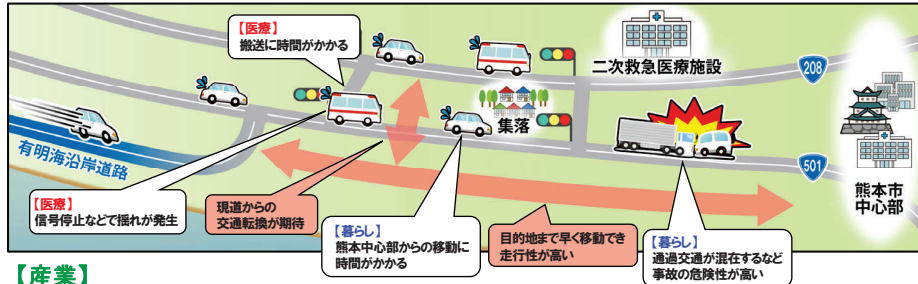 【医療】
搬送に時間がかかる
二次救急医療施設
208
集落
有明海沿岸道路
501
熊本市
中心部
【医療】
信号停止などで揺れが発生
現道からの
交通転換が期待
【暮らし】
熊本中心部からの移動に
時間がかかる
目的地まで早く移動でき
走行性が高い
【暮らし】
通過交通が混在するなど
事故の危険性が高い
【産業】